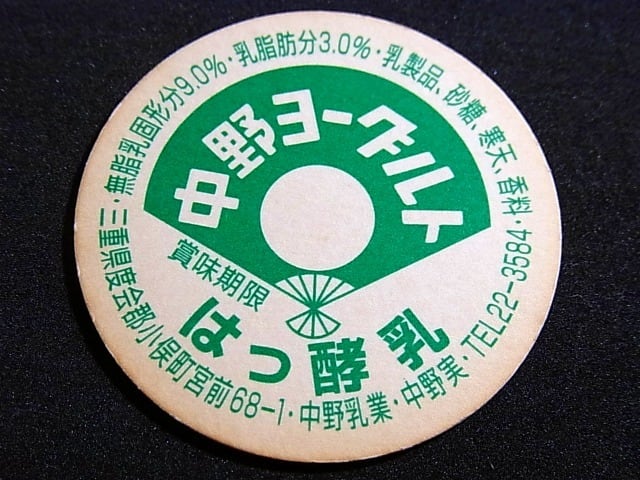 無脂乳固形分9.0%・乳脂肪分3.0%・乳製品、砂糖、寒天、香料・
中野ヨーグルト
賞味期限
はっ酵乳
三重県度会郡小俣町宮前68-1・中野乳業・中野実・TEL22-3584・